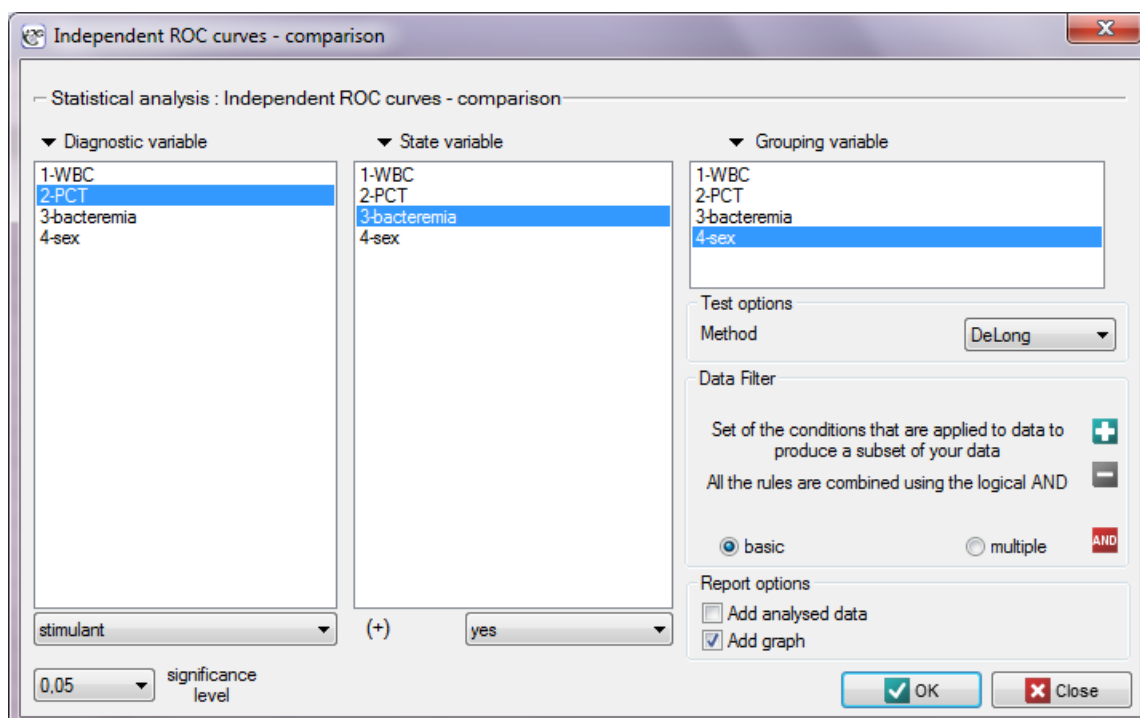 Independent ROC curves - comparison
Statistical analysis : Independent ROC curves - comparison
Diagnostic variable
1-WBC
2-PCT
3-bacteremia
4-sex
stimulant
0,05
significance
level
State variable
1-WBC
2-PCT
3-bacteremia
4-sex
(+)
yes
Grouping variable
1-WBC
2-PCT
3-bacteremia
4-sex
Test options
Method
DeLong
Data Filter
Set of the conditions that are applied to data to
produce a subset of your data
All the rules are combined using the logical AND
basic
multiple
AND
Report options
Add analysed data
Add graph
OK
Close